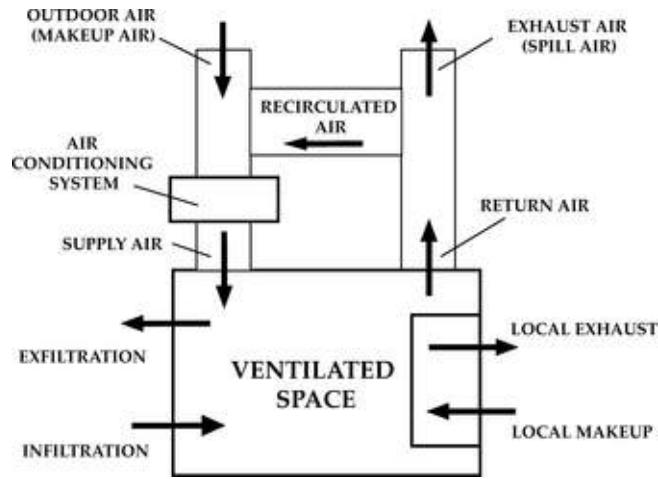 OUTDOOR AIR
(MAKEUP AIR)
EXHAUST AIR
(SPILL AIR)
RECIRCULATED
AIR
AIR
CONDITIONING
SYSTEM
RETURN AIR
SUPPLY AIR
EXFILTRATION
LOCAL EXHAUST
VENTILATED
SPACE
INFILTRATION
LOCAL MAKEUP